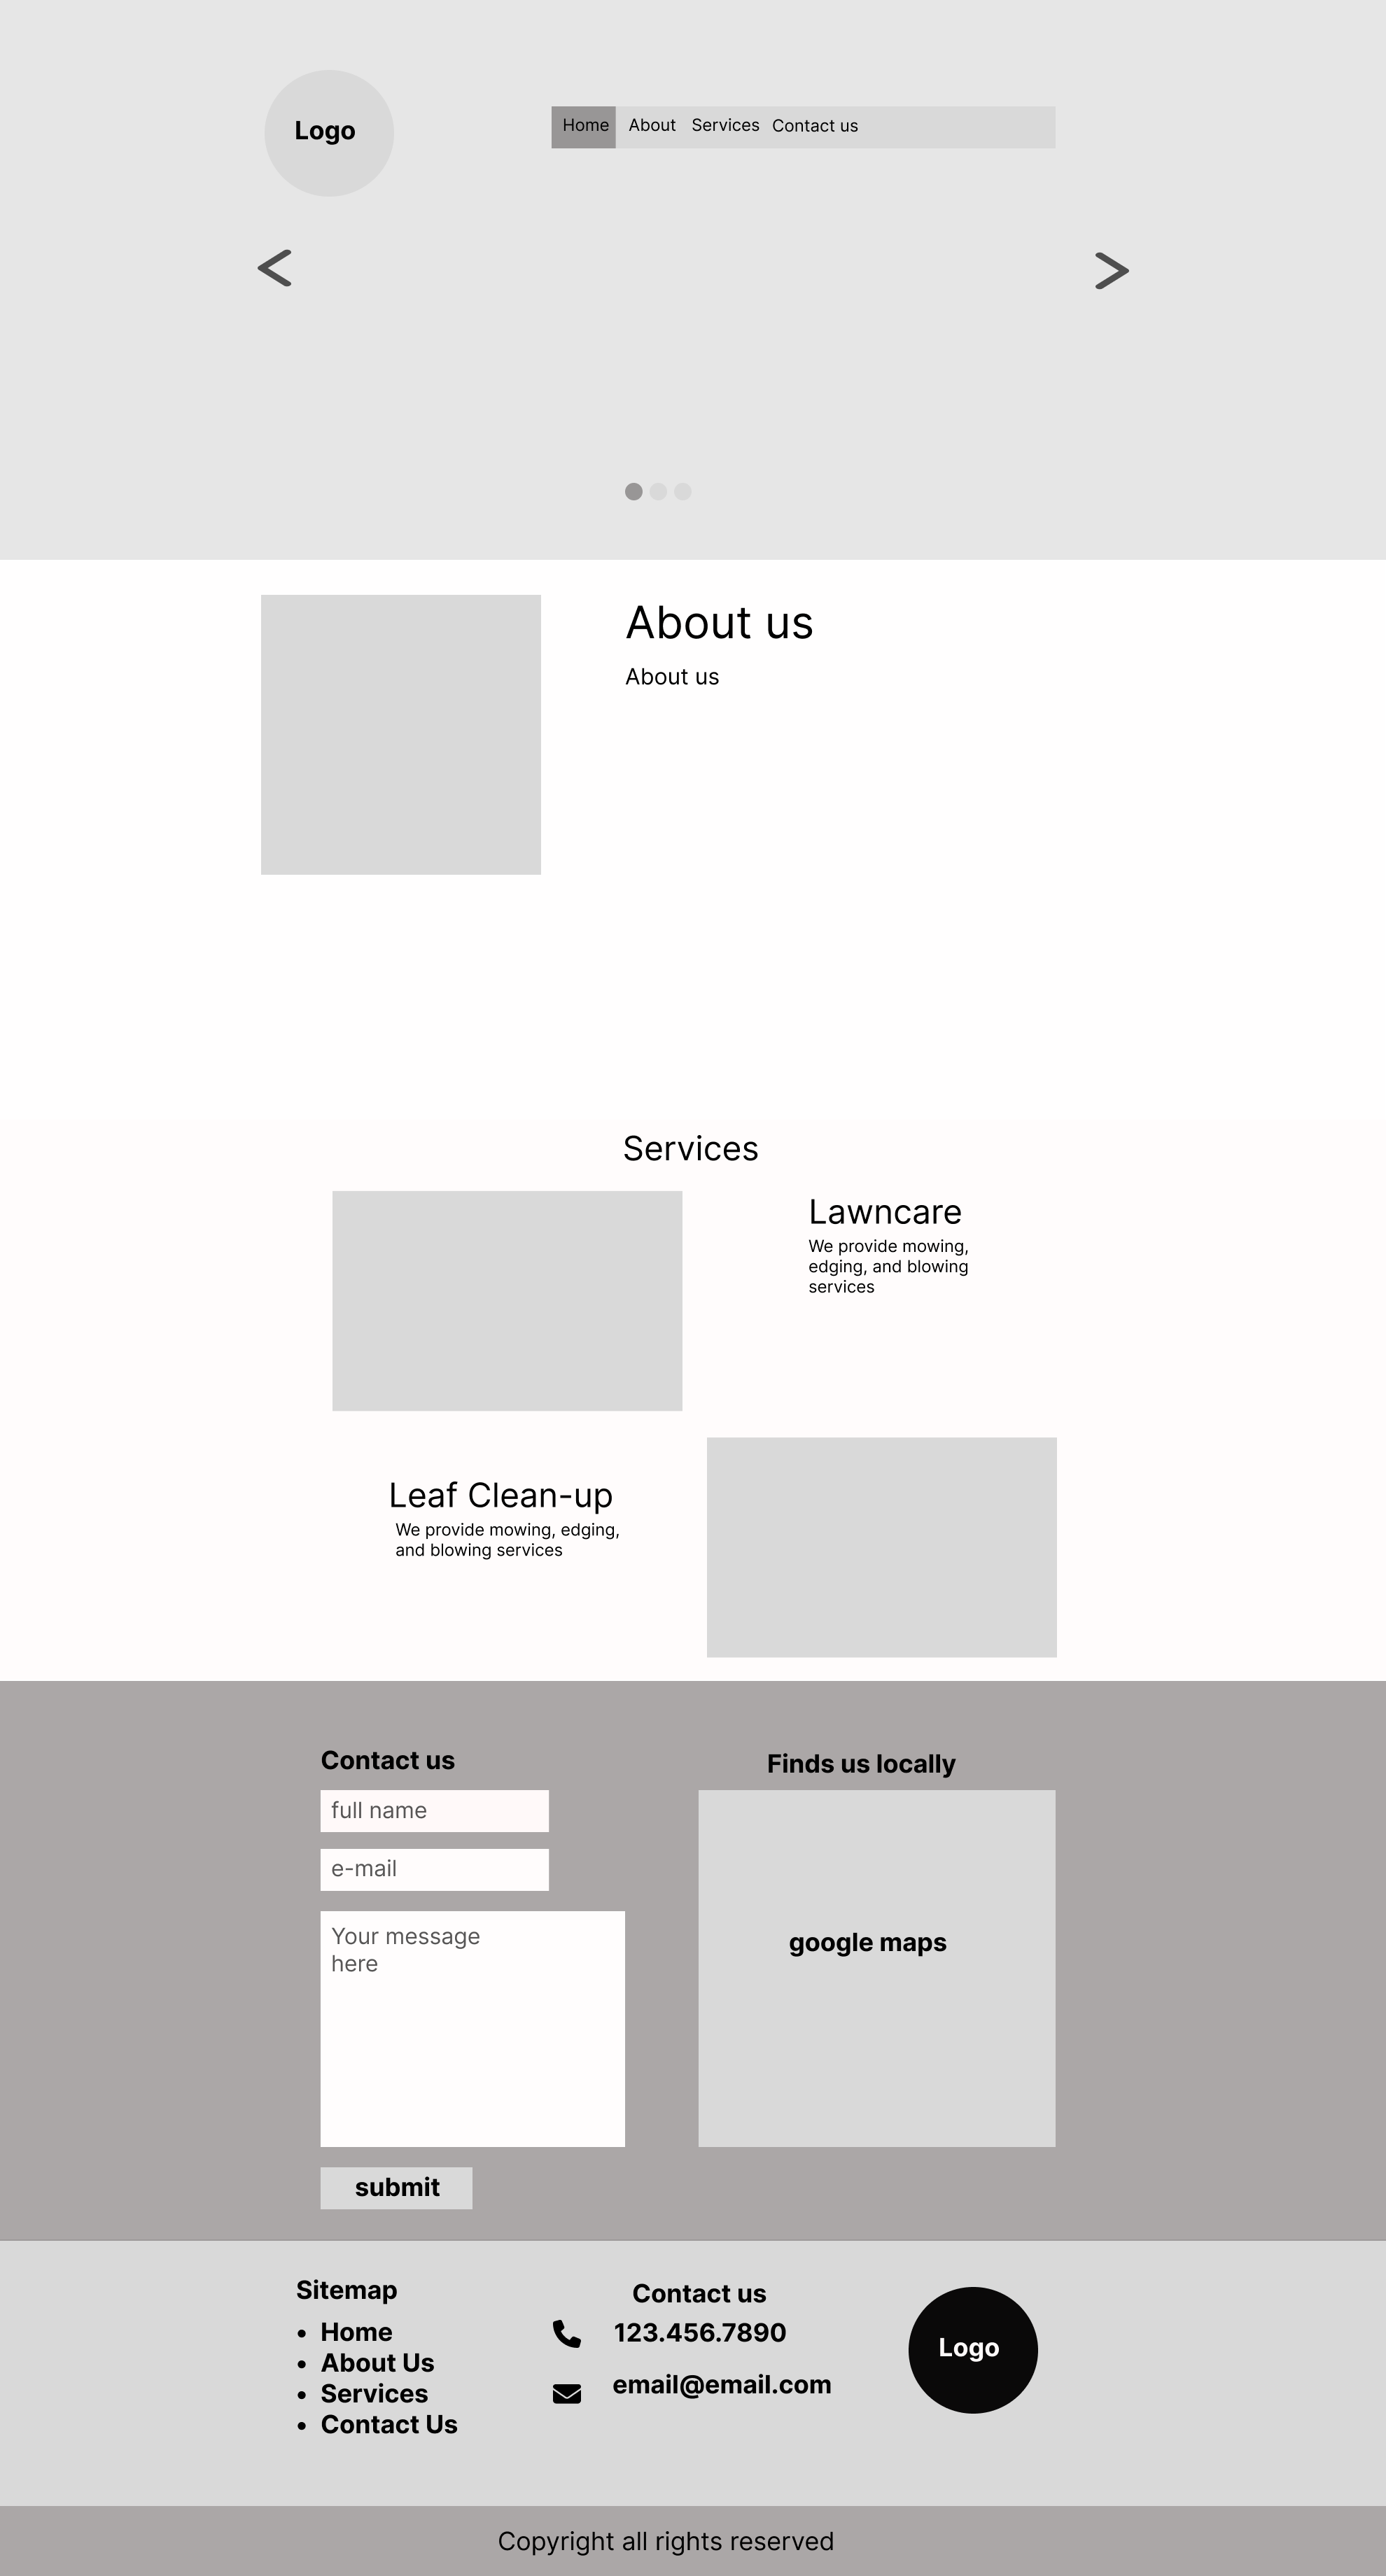 Logo
Home About Services Contact us
About us
About us
Services
Lawncare
We provide mowing,
edging, and blowing
services
Leaf Clean-up
We provide mowing, edging,
and blowing services
Contact us
full name
e-mail
Your message
here
submit
Finds us locally
google maps
Sitemap
• Home
• About Us
• Services
• Contact Us
Contact us
123.456.7890
email@email.com
Logo
Copyright all rights reserved